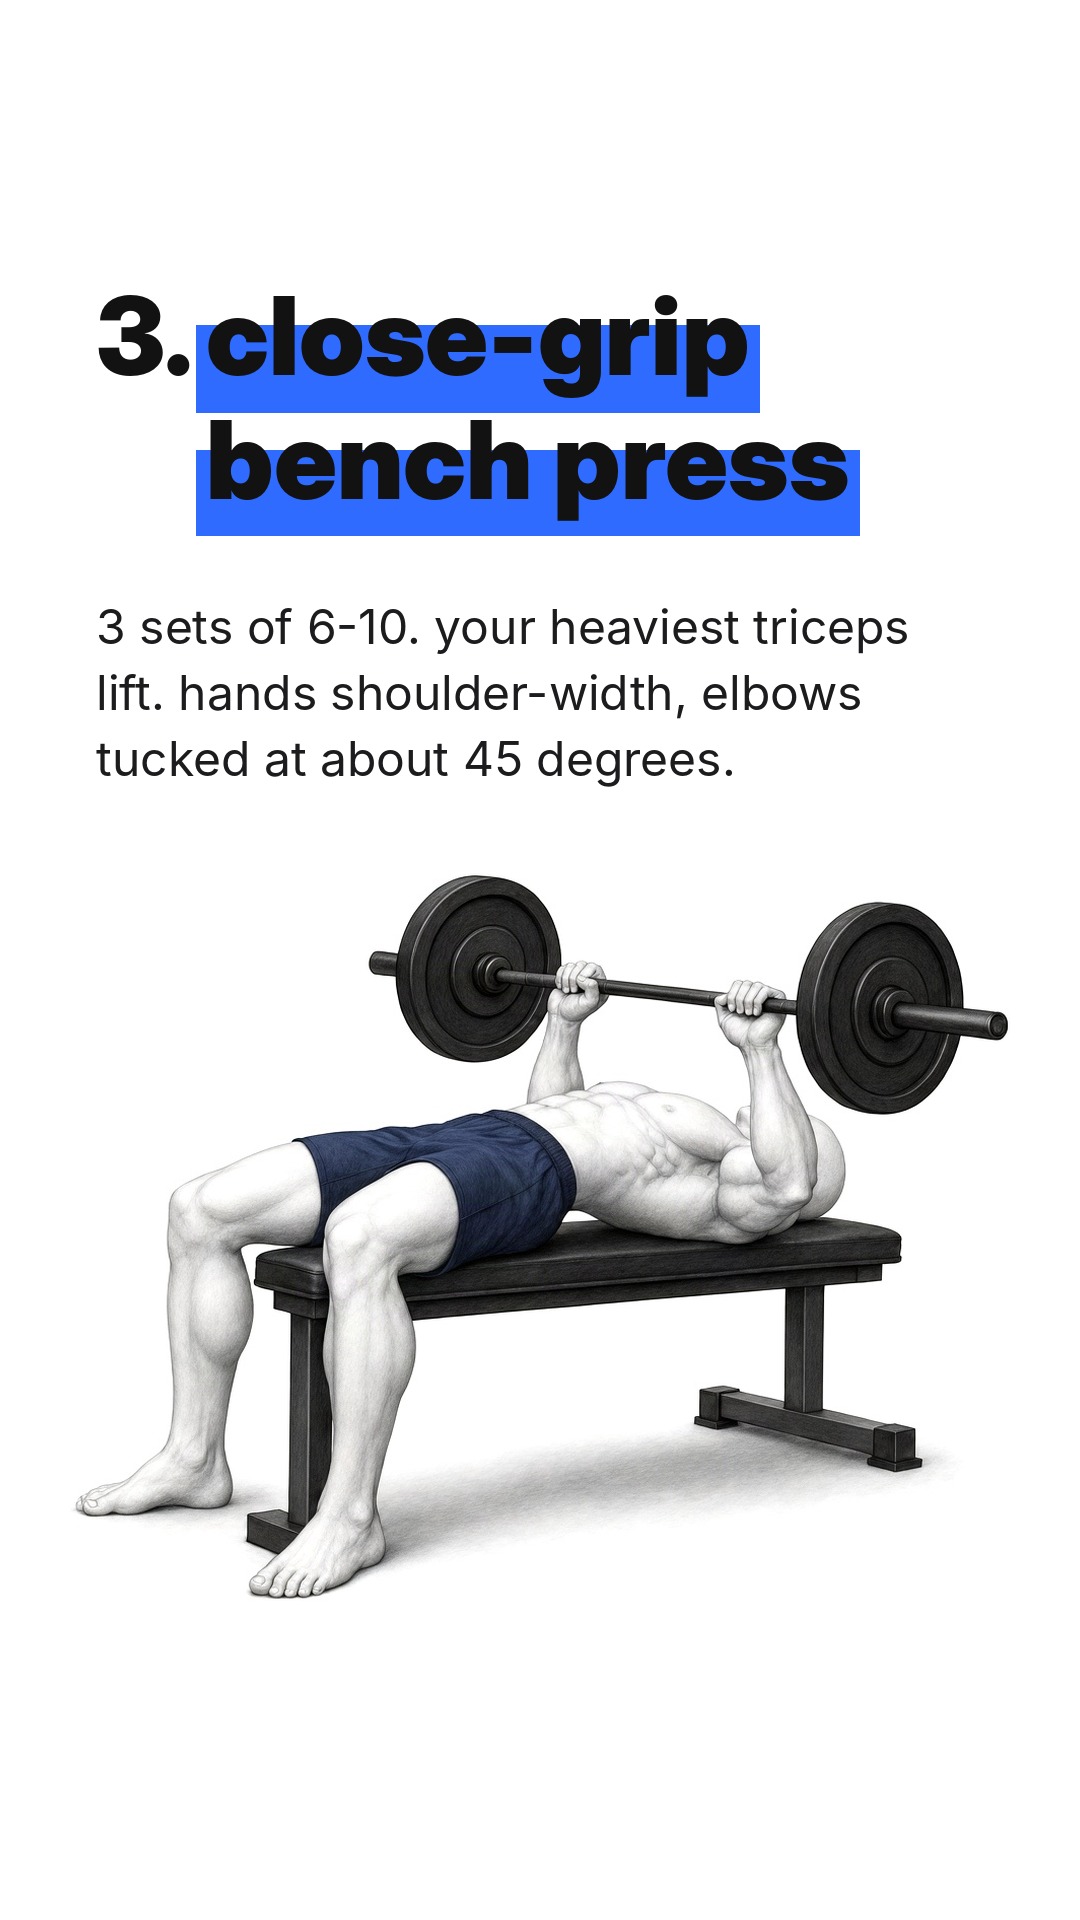 3. close-grip
bench press
3 sets of 6-10. your heaviest triceps
lift. hands shoulder-width, elbows
tucked at about 45 degrees.